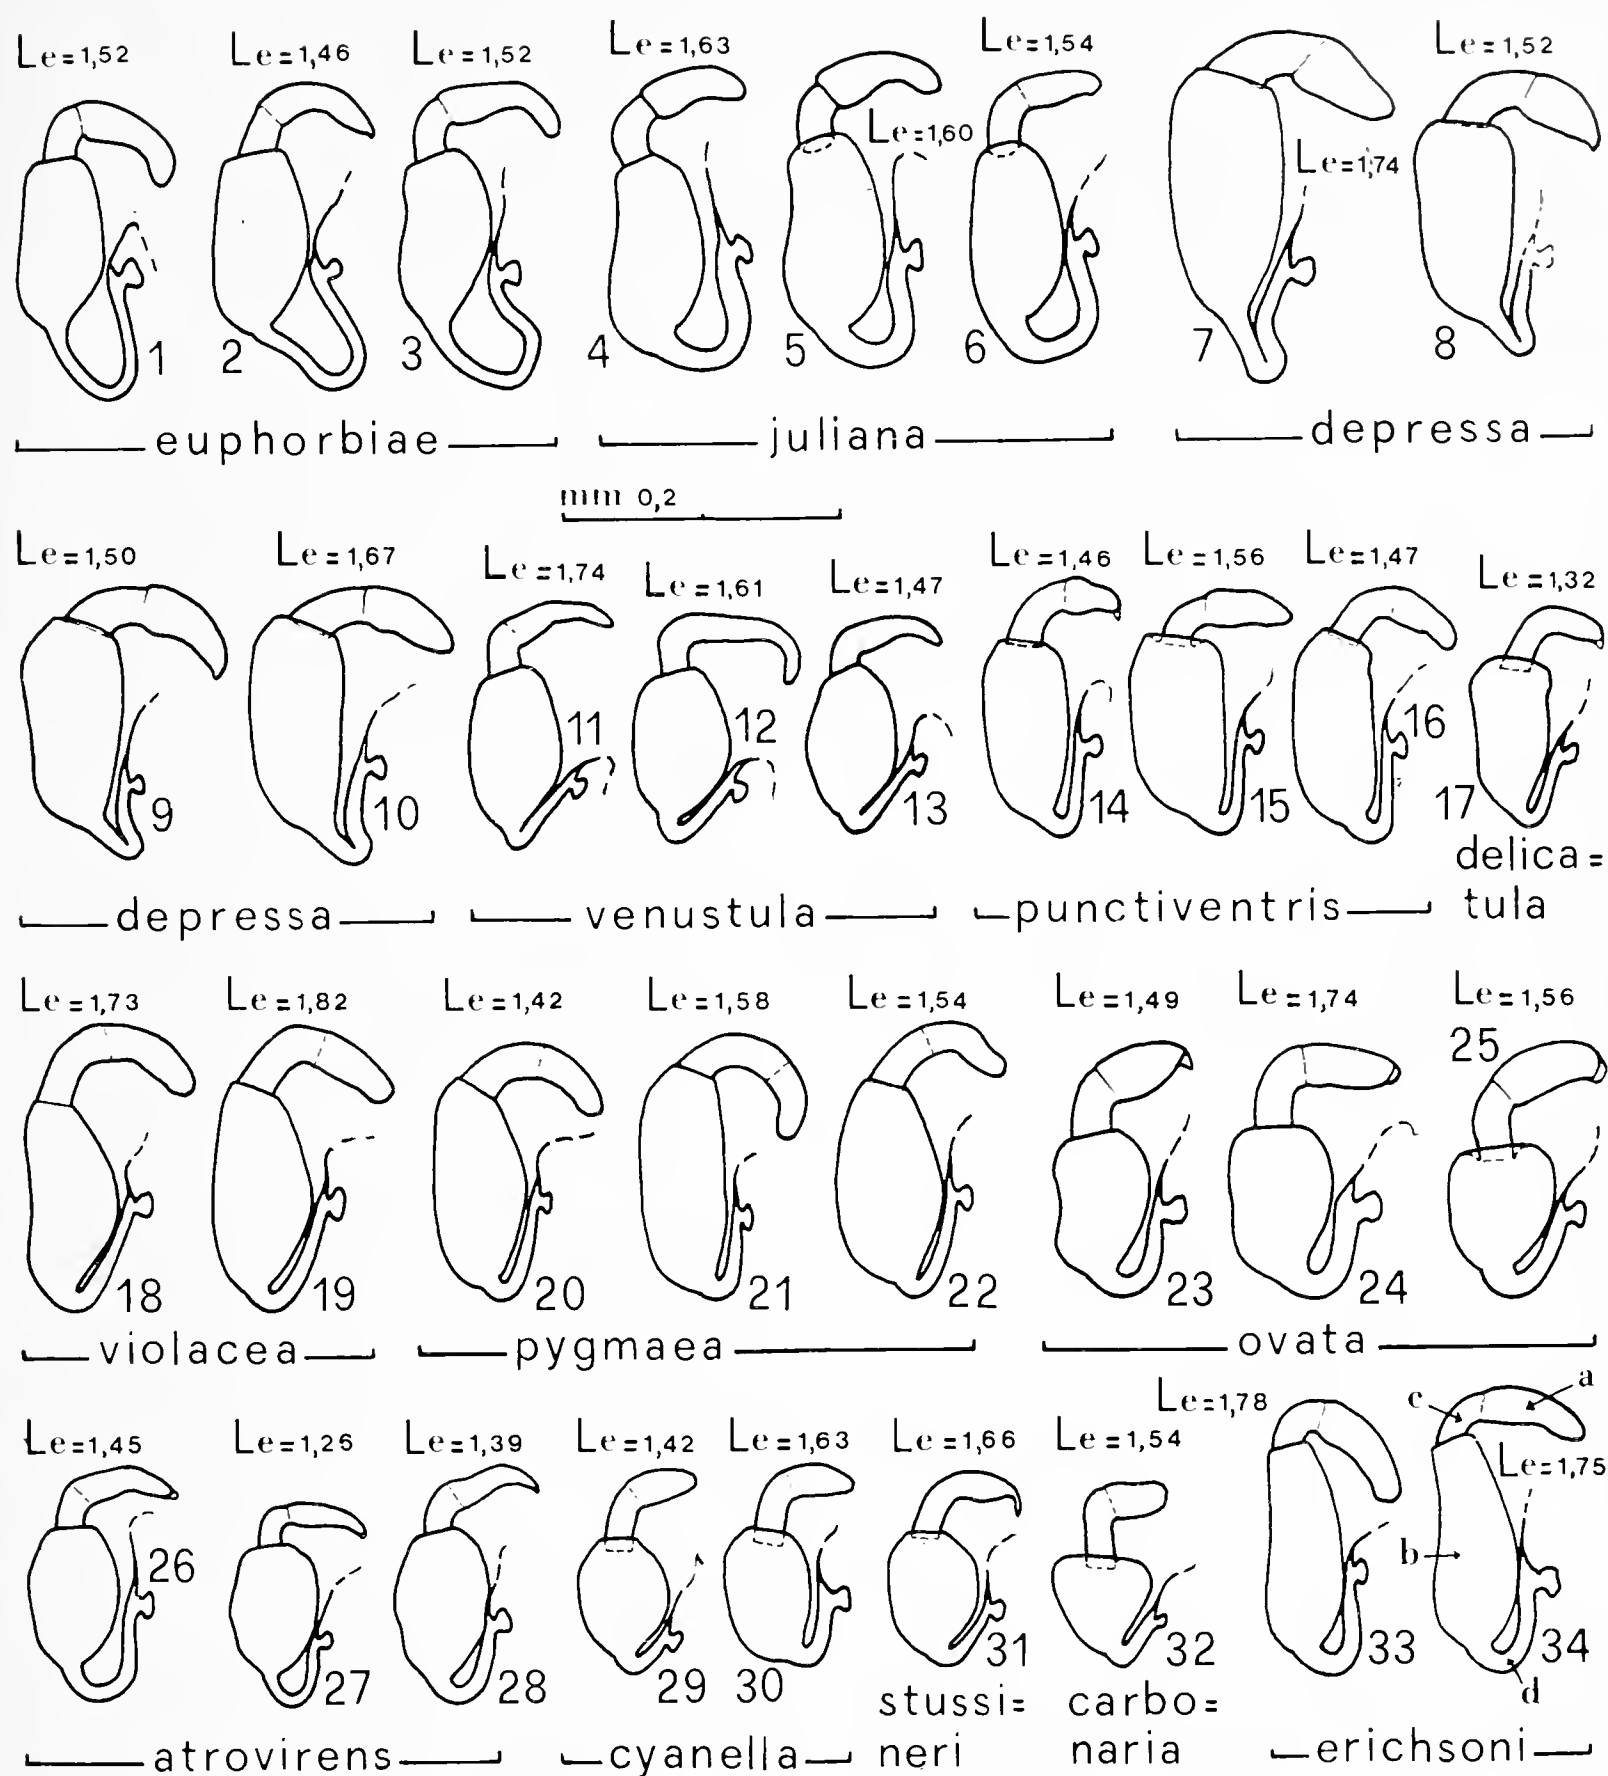 Le=1,52 Le=1,46 Le=1,52 Le=1,63 Le=1,54 Le=1,52
Le=1,60 Le=1,74
1 2 3 4 5 6 7 8
euphorbiae juliana depressa
mm 0,2
Le=1,50 Le=1,67 Le=1,74 Le=1,61 Le=1,47 Le=1,46 Le=1,56 Le=1,47 Le=1,32
11 12 16
9 10 13 14 15 17
delica=
depressa venustula punctiventris tula
Le=1,73 Le=1,82 Le=1,42 Le=1,58 Le=1,54 Le=1,49 Le=1,74 Le=1,56
25
18 19 20 21 22 23 24
violacea pygmaea ovata
Le=1,78 c a
Le=1,45 Le=1,26 Le=1,39 Le=1,42 Le=1,63 Le=1,66 Le=1,54
Le=1,75
26 b
31 32 33 34
27 28 29 30 d
stussi= carbo=
atrovirens cyanella neri naria erichsoni